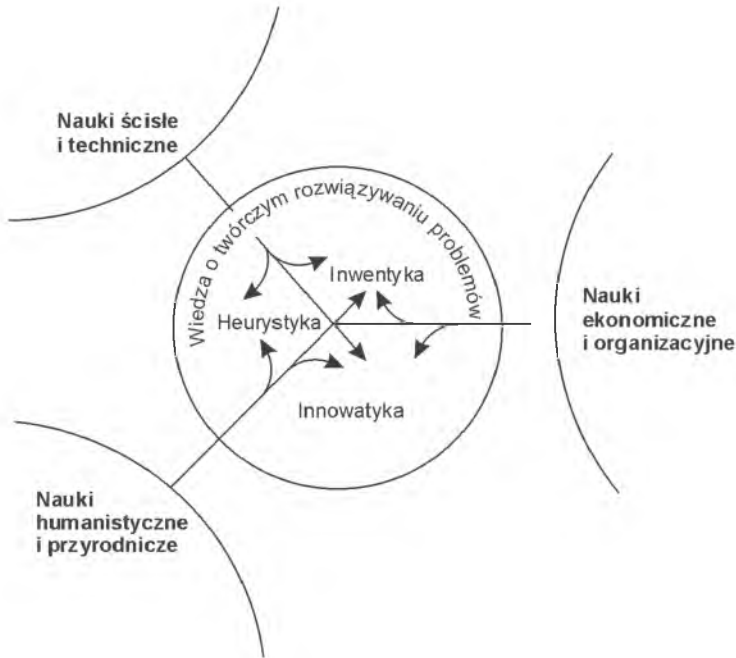 Nauki ścisłe
i techniczne
Wiedza o twórczym rozwiązywaniu problemów
Inwentyka
Heurystyka
Innowatyka
Nauki
ekonomiczne
i organizacyjne
Nauki
humanistyczne
i przyrodnicze